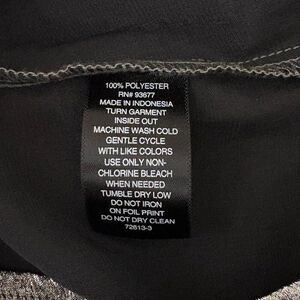 100% POLYESTER
RN# 93677
MADE IN INDONESIA
TURN GARMENT
INSIDE OUT
MACHINE WASH COLD
GENTLE CYCLE
WITH LIKE COLORS
USE ONLY NON-
CHLORINE BLEACH
WHEN NEEDED
TUMBLE DRY LOW
DO NOT IRON
ON FOIL PRINT
DO NOT DRY CLEAN
72613-3